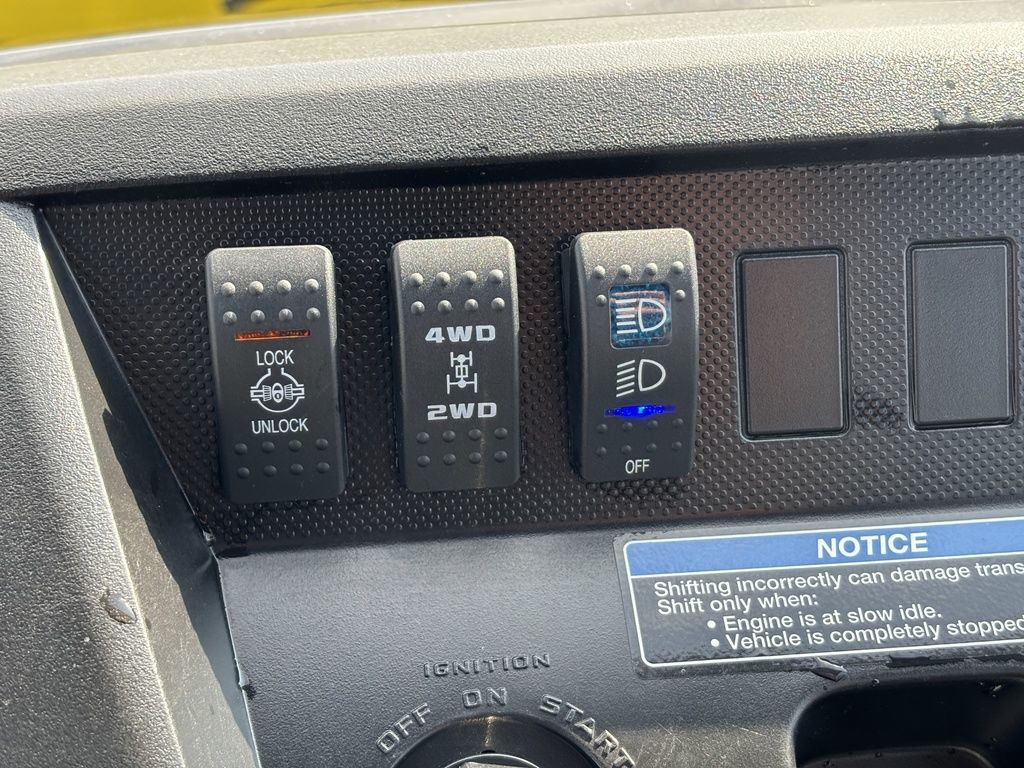 LOCK
UNLOCK
4WD
2WD
OFF
NOTICE
Shifting incorrectly can damage trans
Shift only when:
• Engine is at slow idle.
• Vehicle is completely stopped
IGNITION
OFF ON START